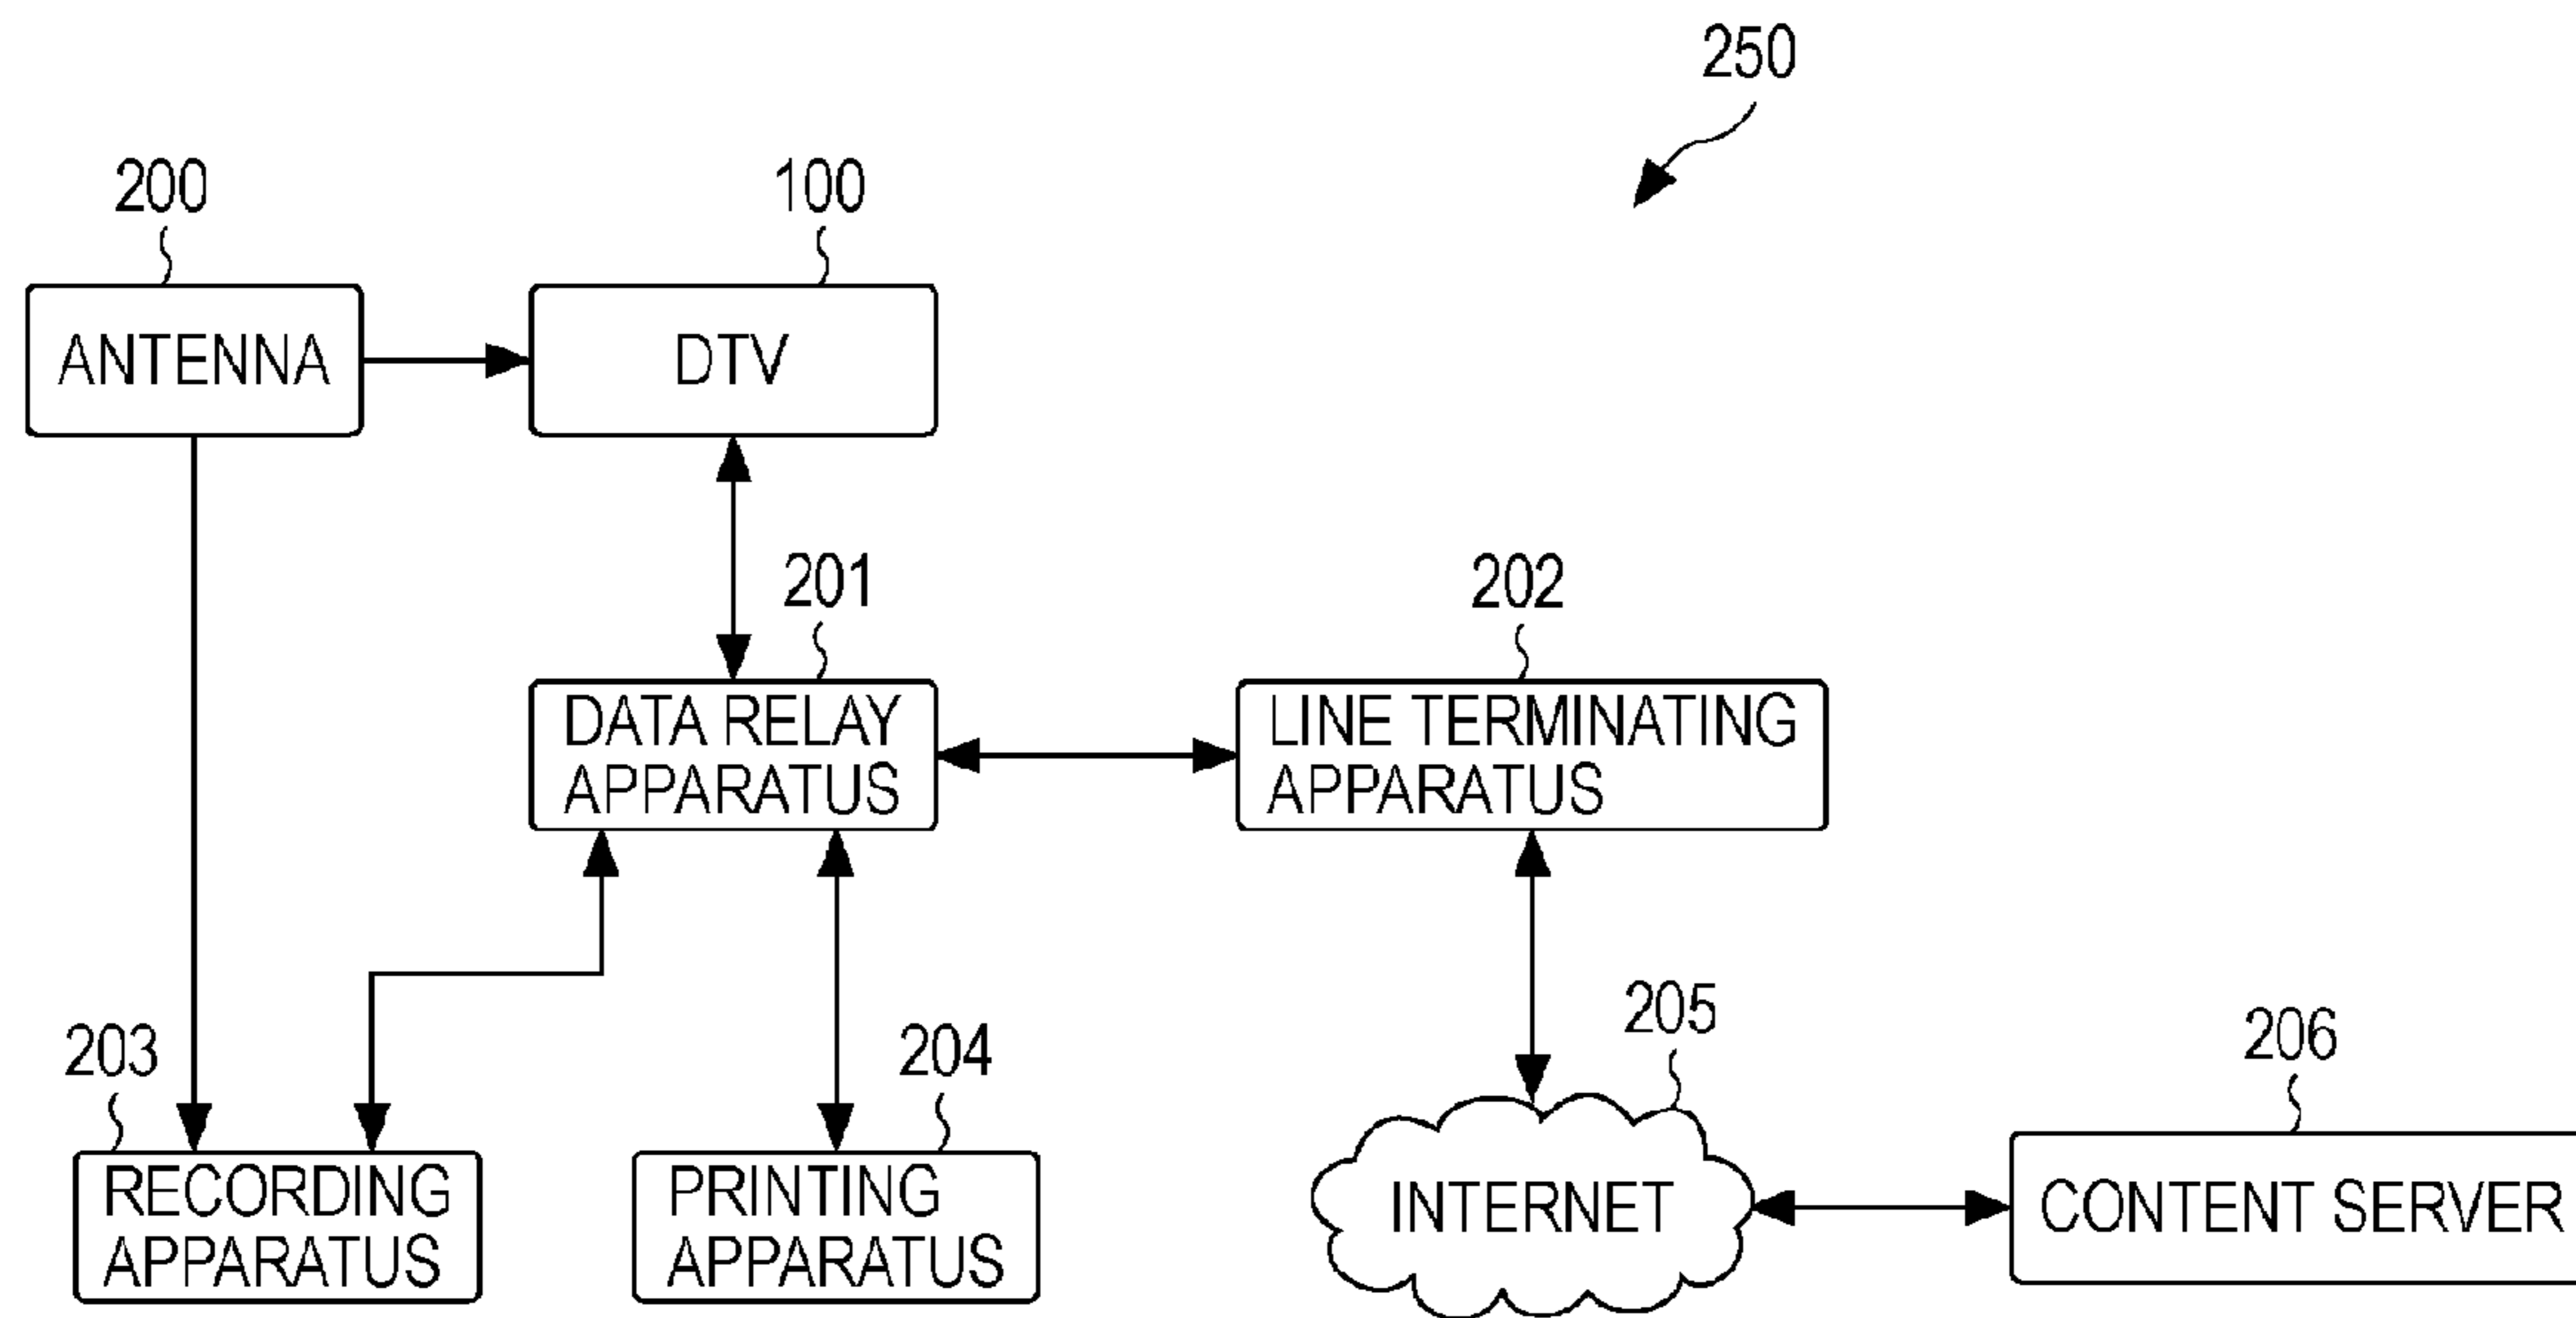 250
200
100
ANTENNA
DTV
201
202
DATA RELAY
APPARATUS
LINE TERMINATING
APPARATUS
203
204
205
206
RECORDING
APPARATUS
PRINTING
APPARATUS
INTERNET
CONTENT SERVER